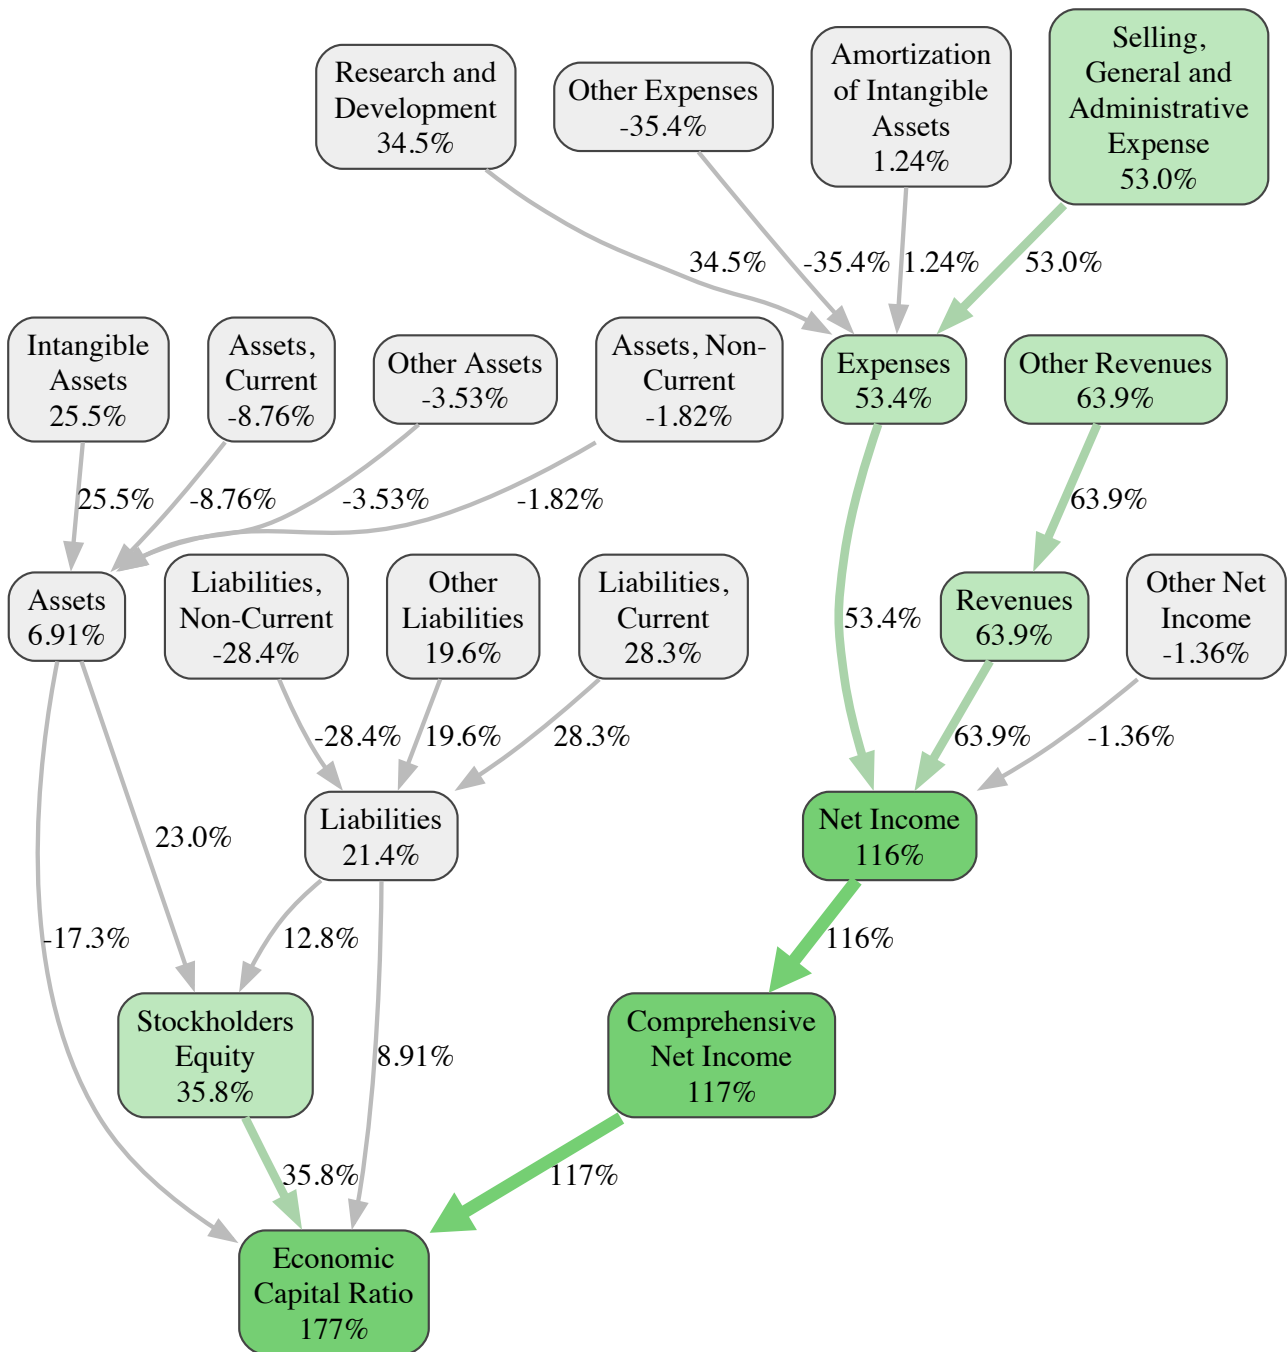 Research and
Development
34.5%
Other Expenses
-35.4%
Amortization
of Intangible
Assets
1.24%
Selling,
General and
Administrative
Expense
53.0%
34.5%
-35.4%
1.24%
53.0%
Intangible
Assets
25.5%
Assets,
Current
-8.76%
Other Assets
-3.53%
Assets, Non-
Current
-1.82%
Expenses
53.4%
Other Revenues
63.9%
25.5%
-8.76%
-3.53%
-1.82%
63.9%
Assets
6.91%
Liabilities,
Non-Current
-28.4%
Other
Liabilities
19.6%
Liabilities,
Current
28.3%
53.4%
Revenues
63.9%
Other Net
Income
-1.36%
-28.4%
19.6%
28.3%
63.9%
-1.36%
23.0%
Liabilities
21.4%
Net Income
116%
-17.3%
12.8%
116%
Stockholders
Equity
35.8%
8.91%
Comprehensive
Net Income
117%
35.8%
117%
Economic
Capital Ratio
177%